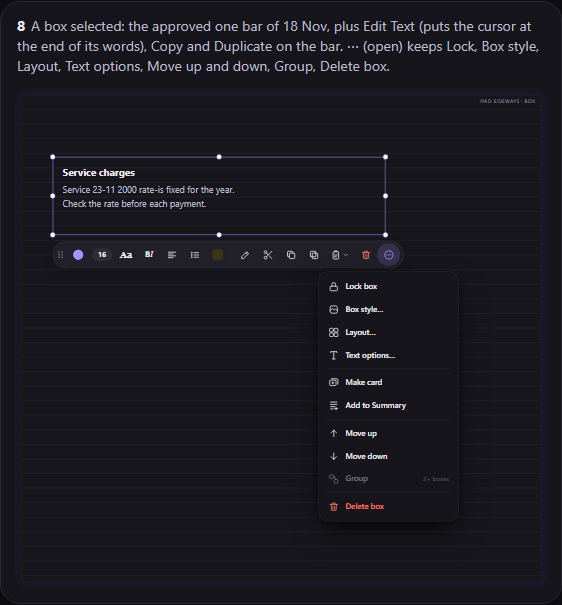 8 A box selected: the approved one bar of 18 Nov, plus Edit Text (puts the cursor at
the end of its words), Copy and Duplicate on the bar. ··· (open) keeps Lock, Box style,
Layout, Text options, Move up and down, Group, Delete box.
IPAD SIDEWAYS · BOX
Service charges
Service 23-11 2000 rate-is fixed for the year.
Check the rate before each payment.
16 Aa BI
Lock box
Box style...
Layout...
Text options...
Make card
Add to Summary
Move up
Move down
Group 2+ boxes
Delete box